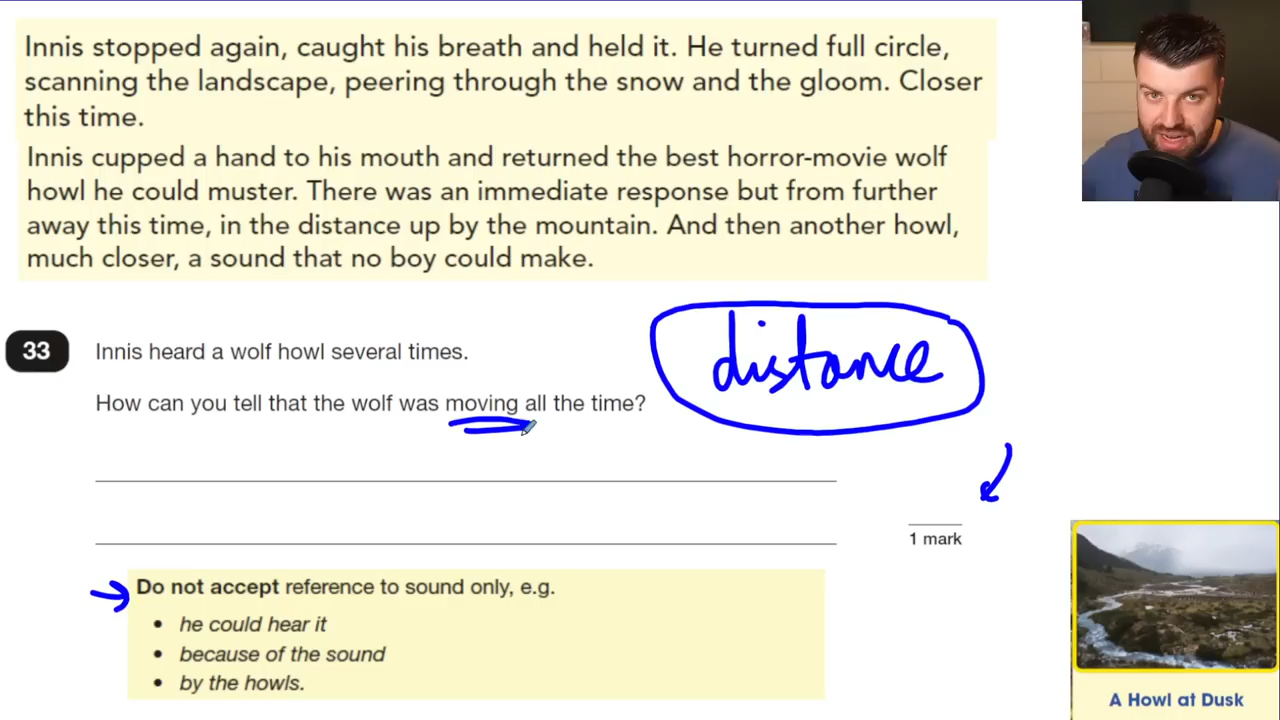 Innis stopped again, caught his breath and held it. He turned full circle,
scanning the landscape, peering through the snow and the gloom. Closer
this time.
Innis cupped a hand to his mouth and returned the best horror-movie wolf
howl he could muster. There was an immediate response but from further
away this time, in the distance up by the mountain. And then another howl,
much closer, a sound that no boy could make.
distance
33 Innis heard a wolf howl several times.
How can you tell that the wolf was moving all the time?
1 mark
Do not accept reference to sound only, e.g.
• he could hear it
• because of the sound
• by the howls.
A Howl at Dusk